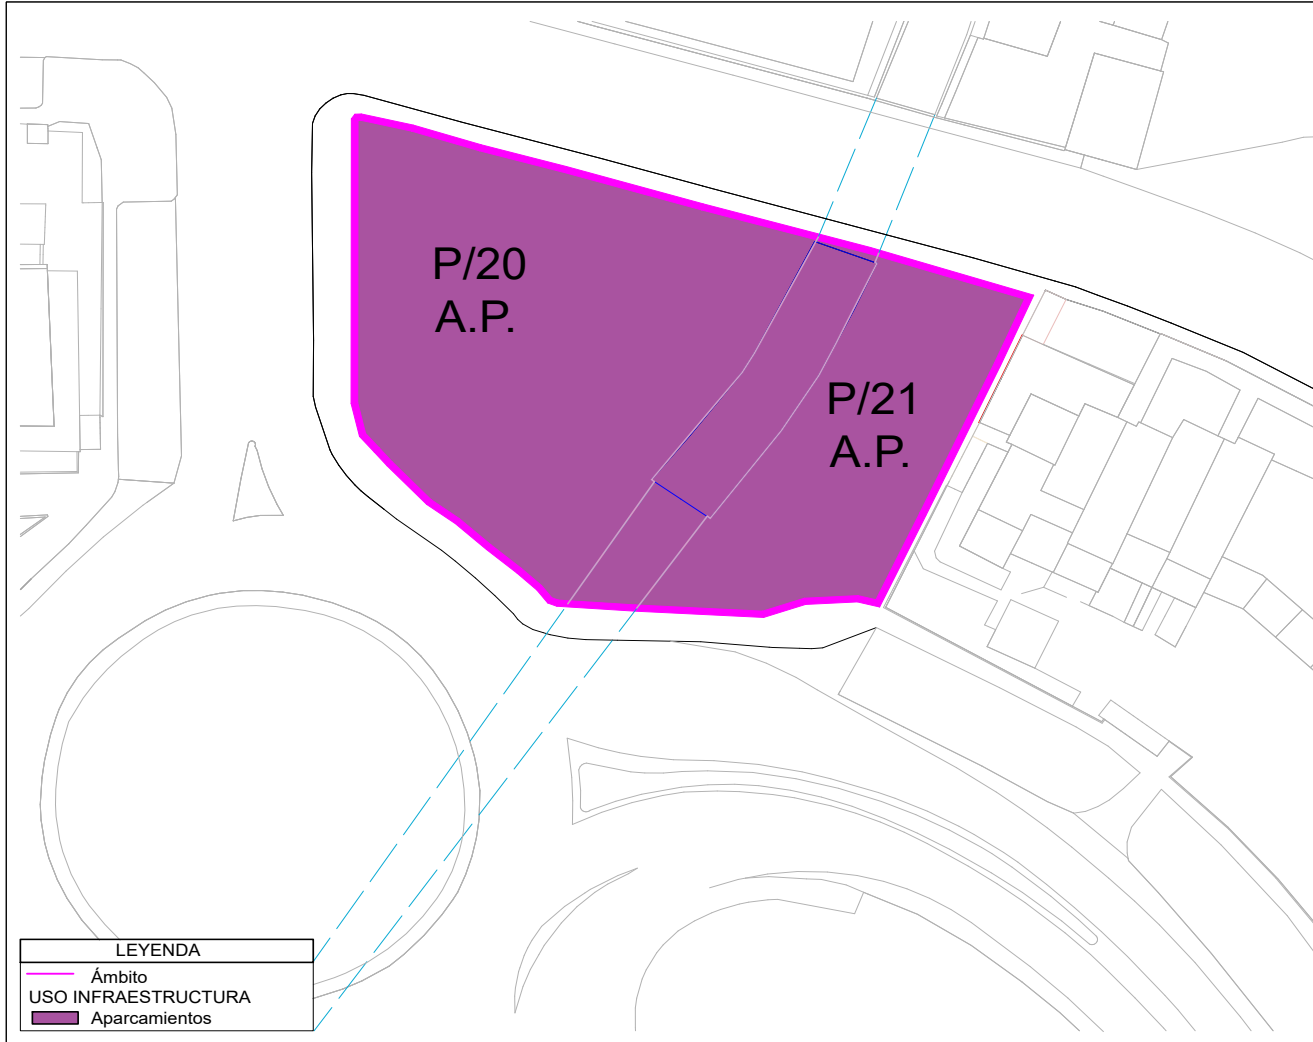 P/20
A.P.
P/21
A.P.
LEYENDA
Ámbito
USO INFRAESTRUCTURA
Aparcamientos